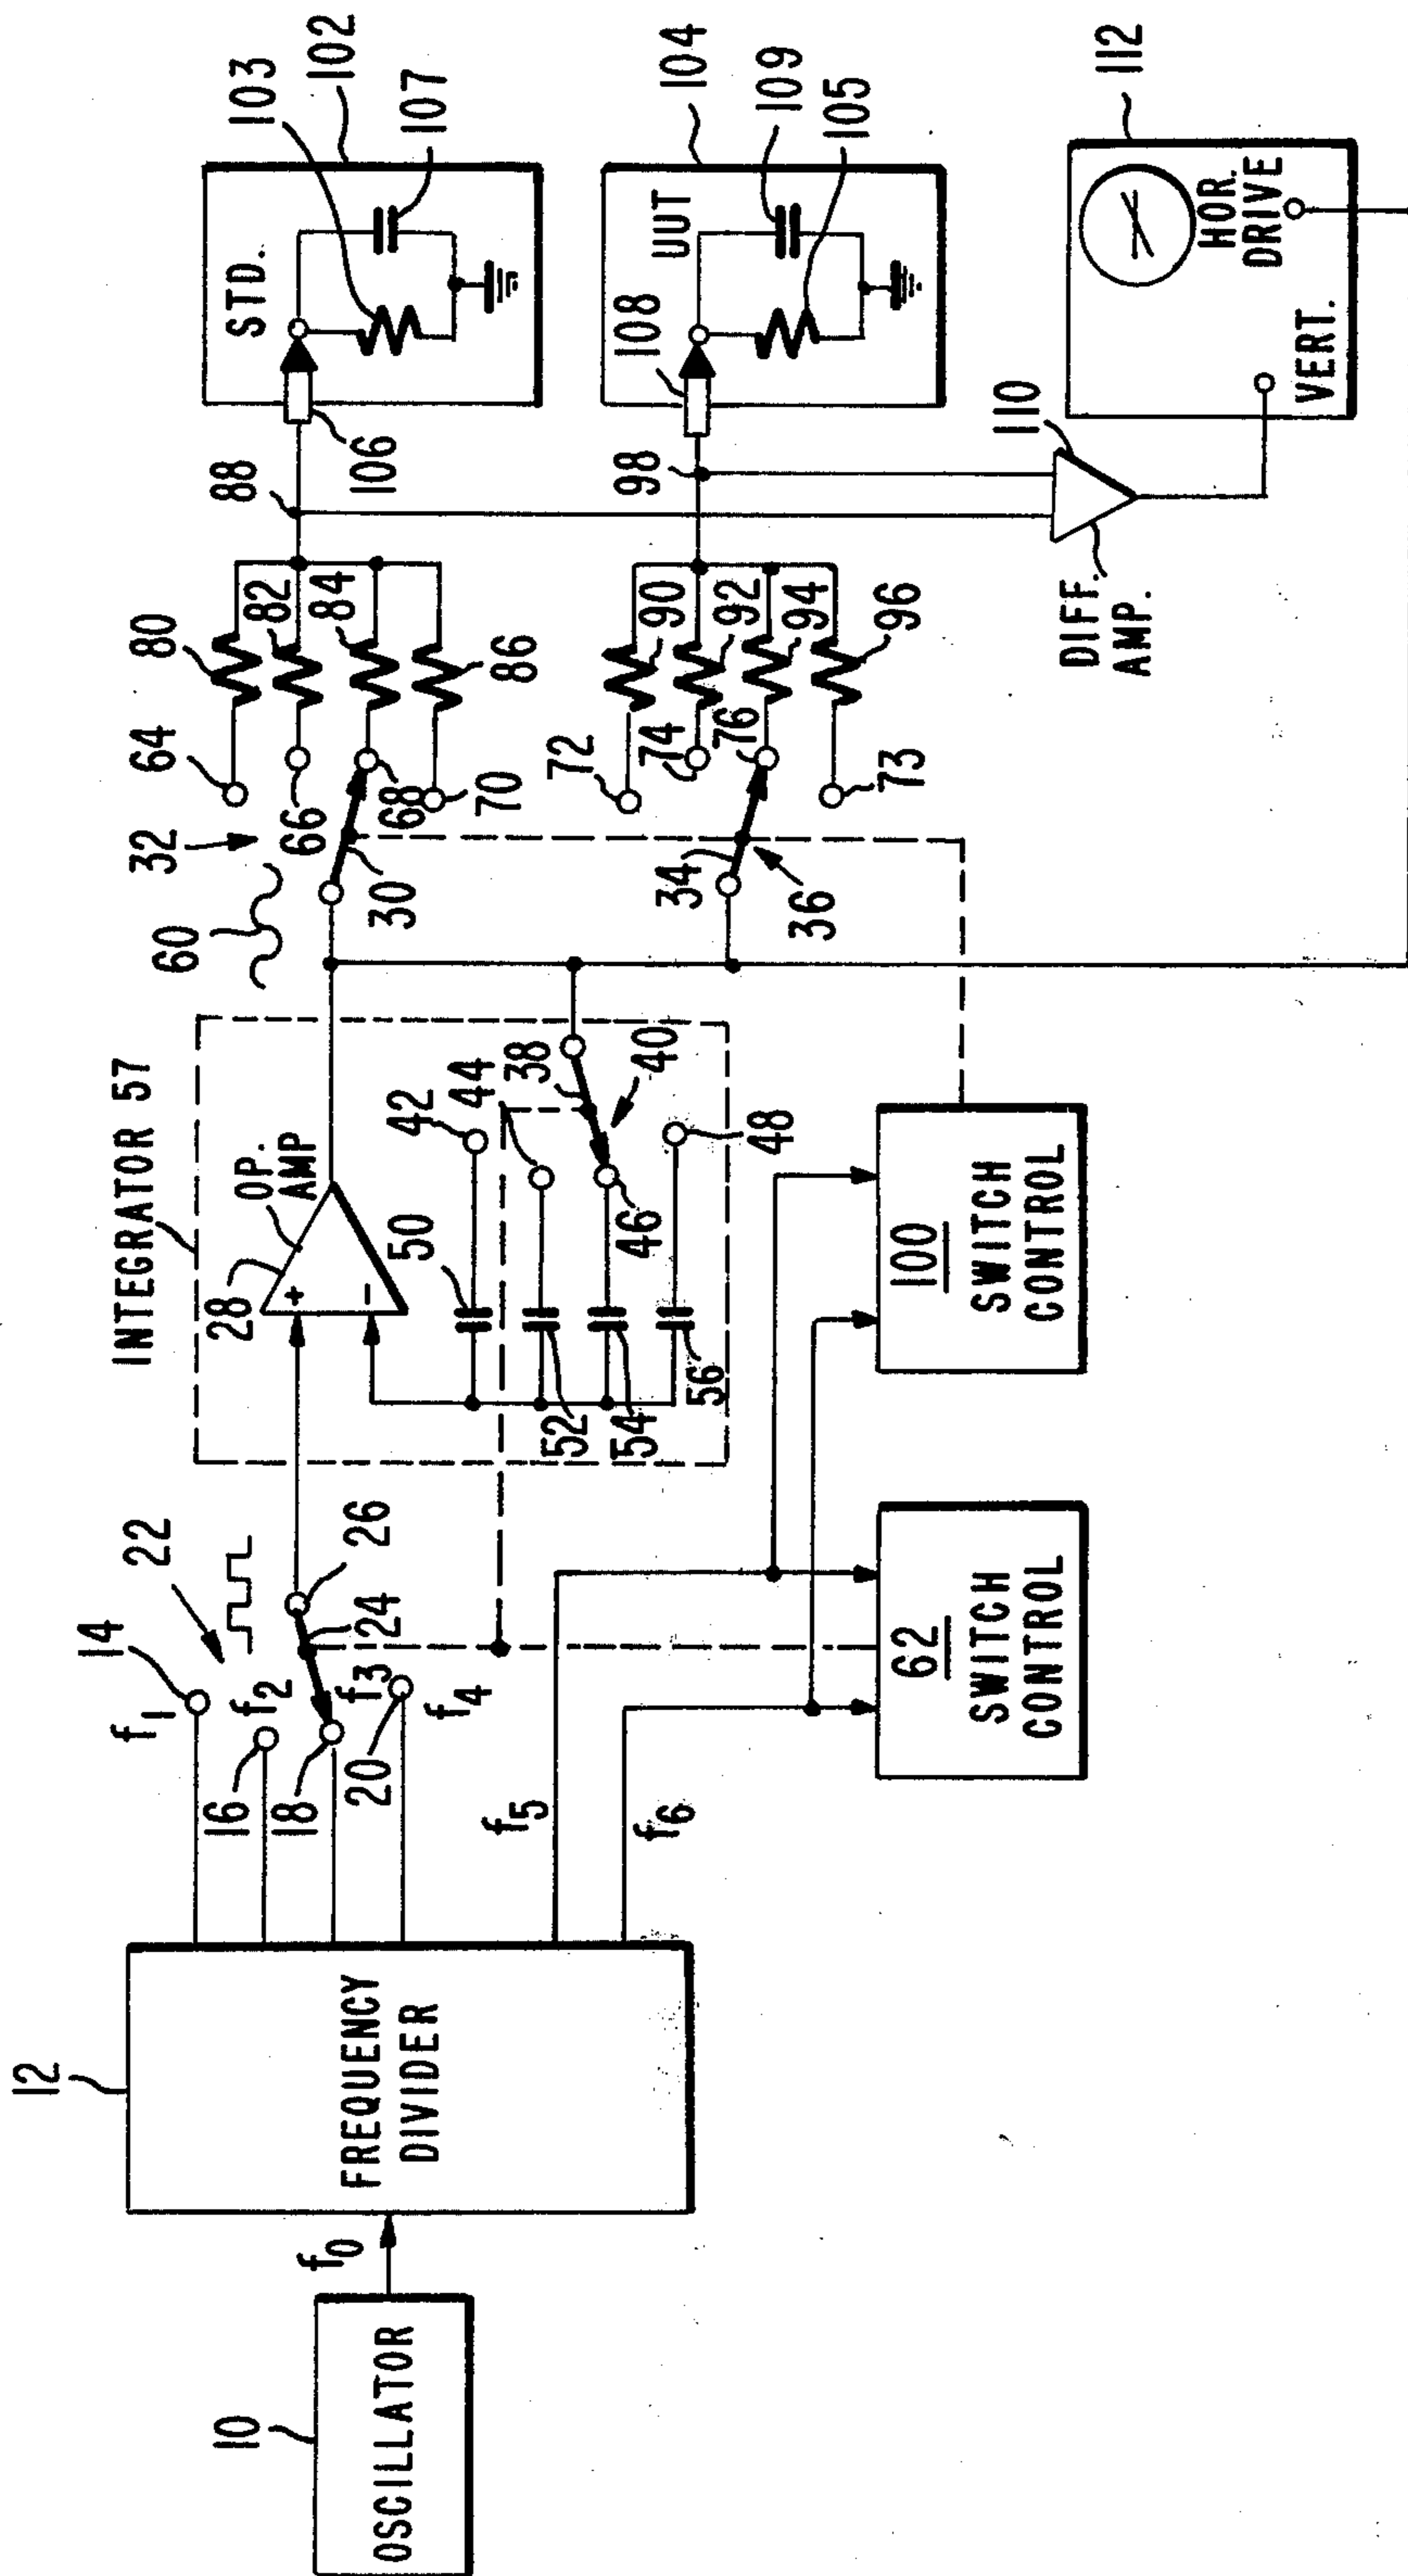 10
OSCILLATOR
f0
12
FREQUENCY
DIVIDER
f1
14
16
f2
18
f3
20
f4
f5
f6
22
24
26
62
SWITCH
CONTROL
INTEGRATOR 57
28
OP.
AMP
+
−
50
42
44
52
38
40
54
46
56
48
100
SWITCH
CONTROL
60
32
30
64
66
68
70
80
82
84
86
88
34
36
72
74
76
73
90
92
94
96
98
106
STD.
103
102
107
108
UUT
104
109
105
DIFF.
AMP.
110
112
VERT.
HOR.
DRIVE